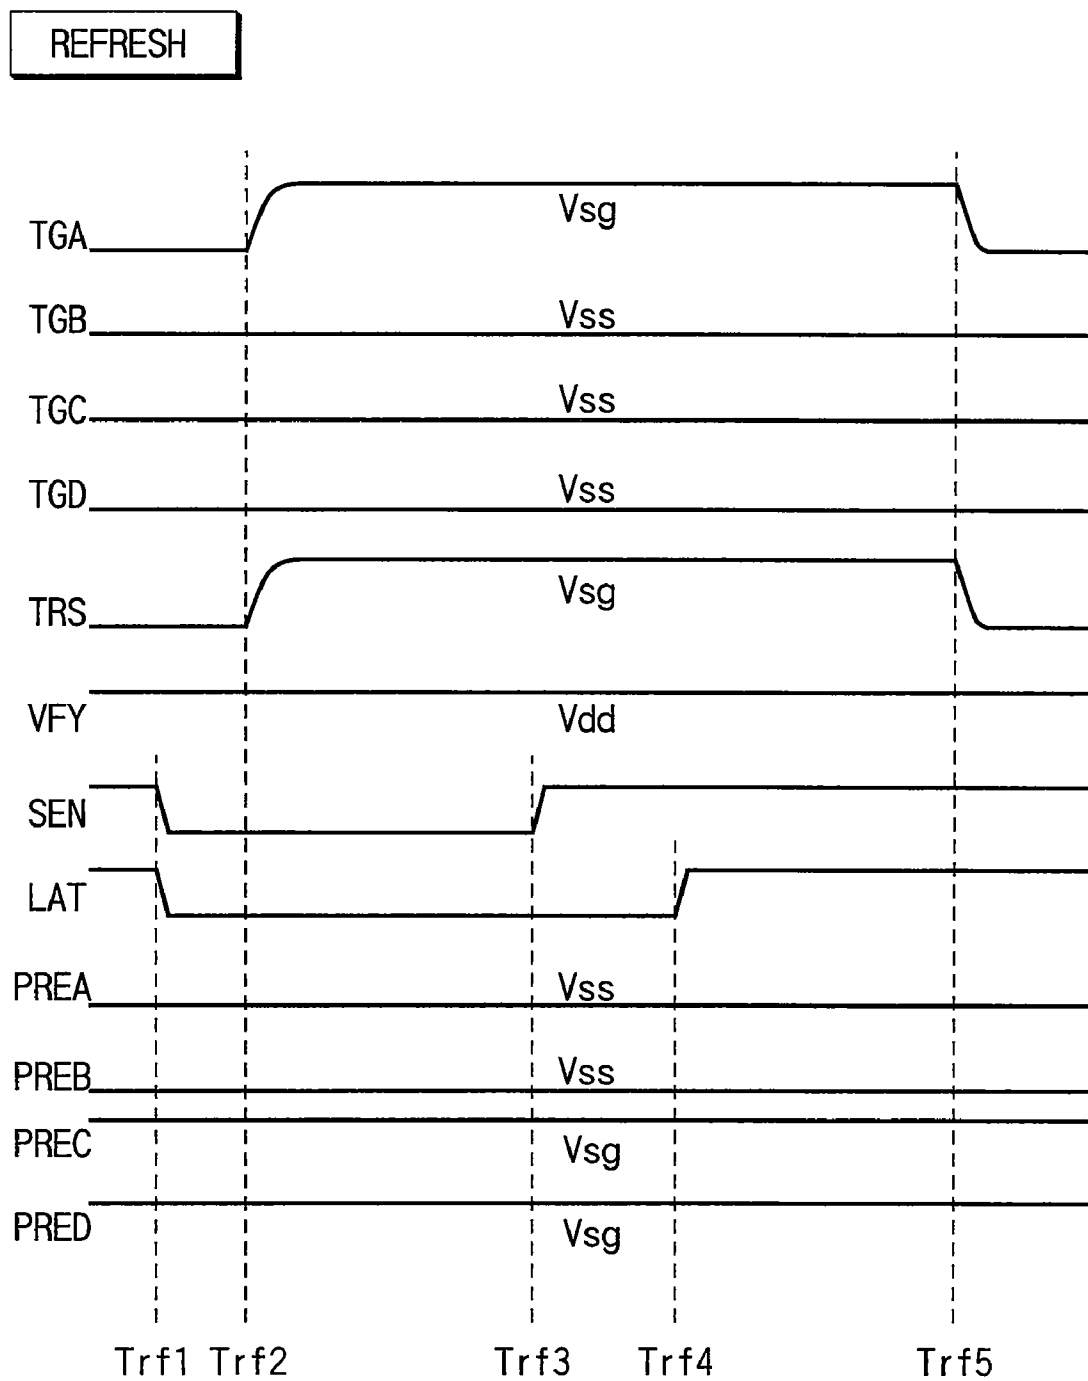 REFRESH
TGA Vsg
TGB Vss
TGC Vss
TGD Vss
TRS Vsg
VFY Vdd
SEN
LAT
PREA Vss
PREB Vss
PREC Vsg
PRED Vsg
Trf1 Trf2 Trf3 Trf4 Trf5